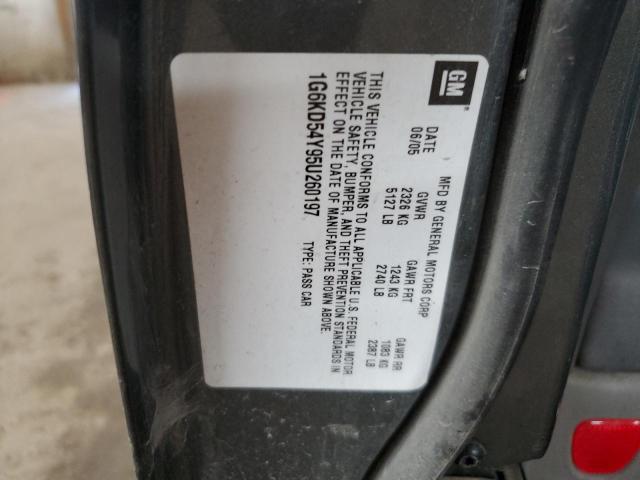 GM
MFD BY GENERAL MOTORS CORP
DATE GVWR GAWR FRT GAWR RR
06/05 2326 KG 1243 KG 1083 KG
5127 LB 2740 LB 2387 LB
THIS VEHICLE CONFORMS TO ALL APPLICABLE U.S. FEDERAL MOTOR
VEHICLE SAFETY, BUMPER, AND THEFT PREVENTION STANDARDS IN
EFFECT ON THE DATE OF MANUFACTURE SHOWN ABOVE.
1G6KD54Y95U260197 TYPE: PASS CAR